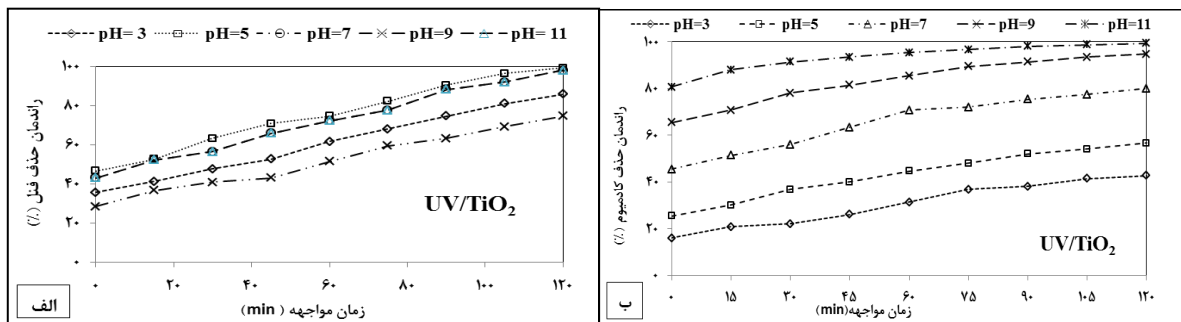 pH= 3 pH=5 pH=7 pH=9 pH= 11
۱۰۰
۸۰
۶۰
۴۰
۲۰
۰
راندمان حذف فنل (٪)
UV/TiO₂
۰ ۲۰ ۴۰ ۶۰ ۸۰ ۱۰۰ ۱۲۰
زمان مواجهه ( min)
الف
pH=3 pH=5 pH=7 pH=9 pH=11
۱۰۰
۸۰
۶۰
۴۰
۲۰
۰
راندمان حذف کادمیوم (٪)
UV/TiO₂
۰ ۱۵ ۳۰ ۴۵ ۶۰ ۷۵ ۹۰ ۱۰۵ ۱۲۰
زمان مواجهه(min)
ب